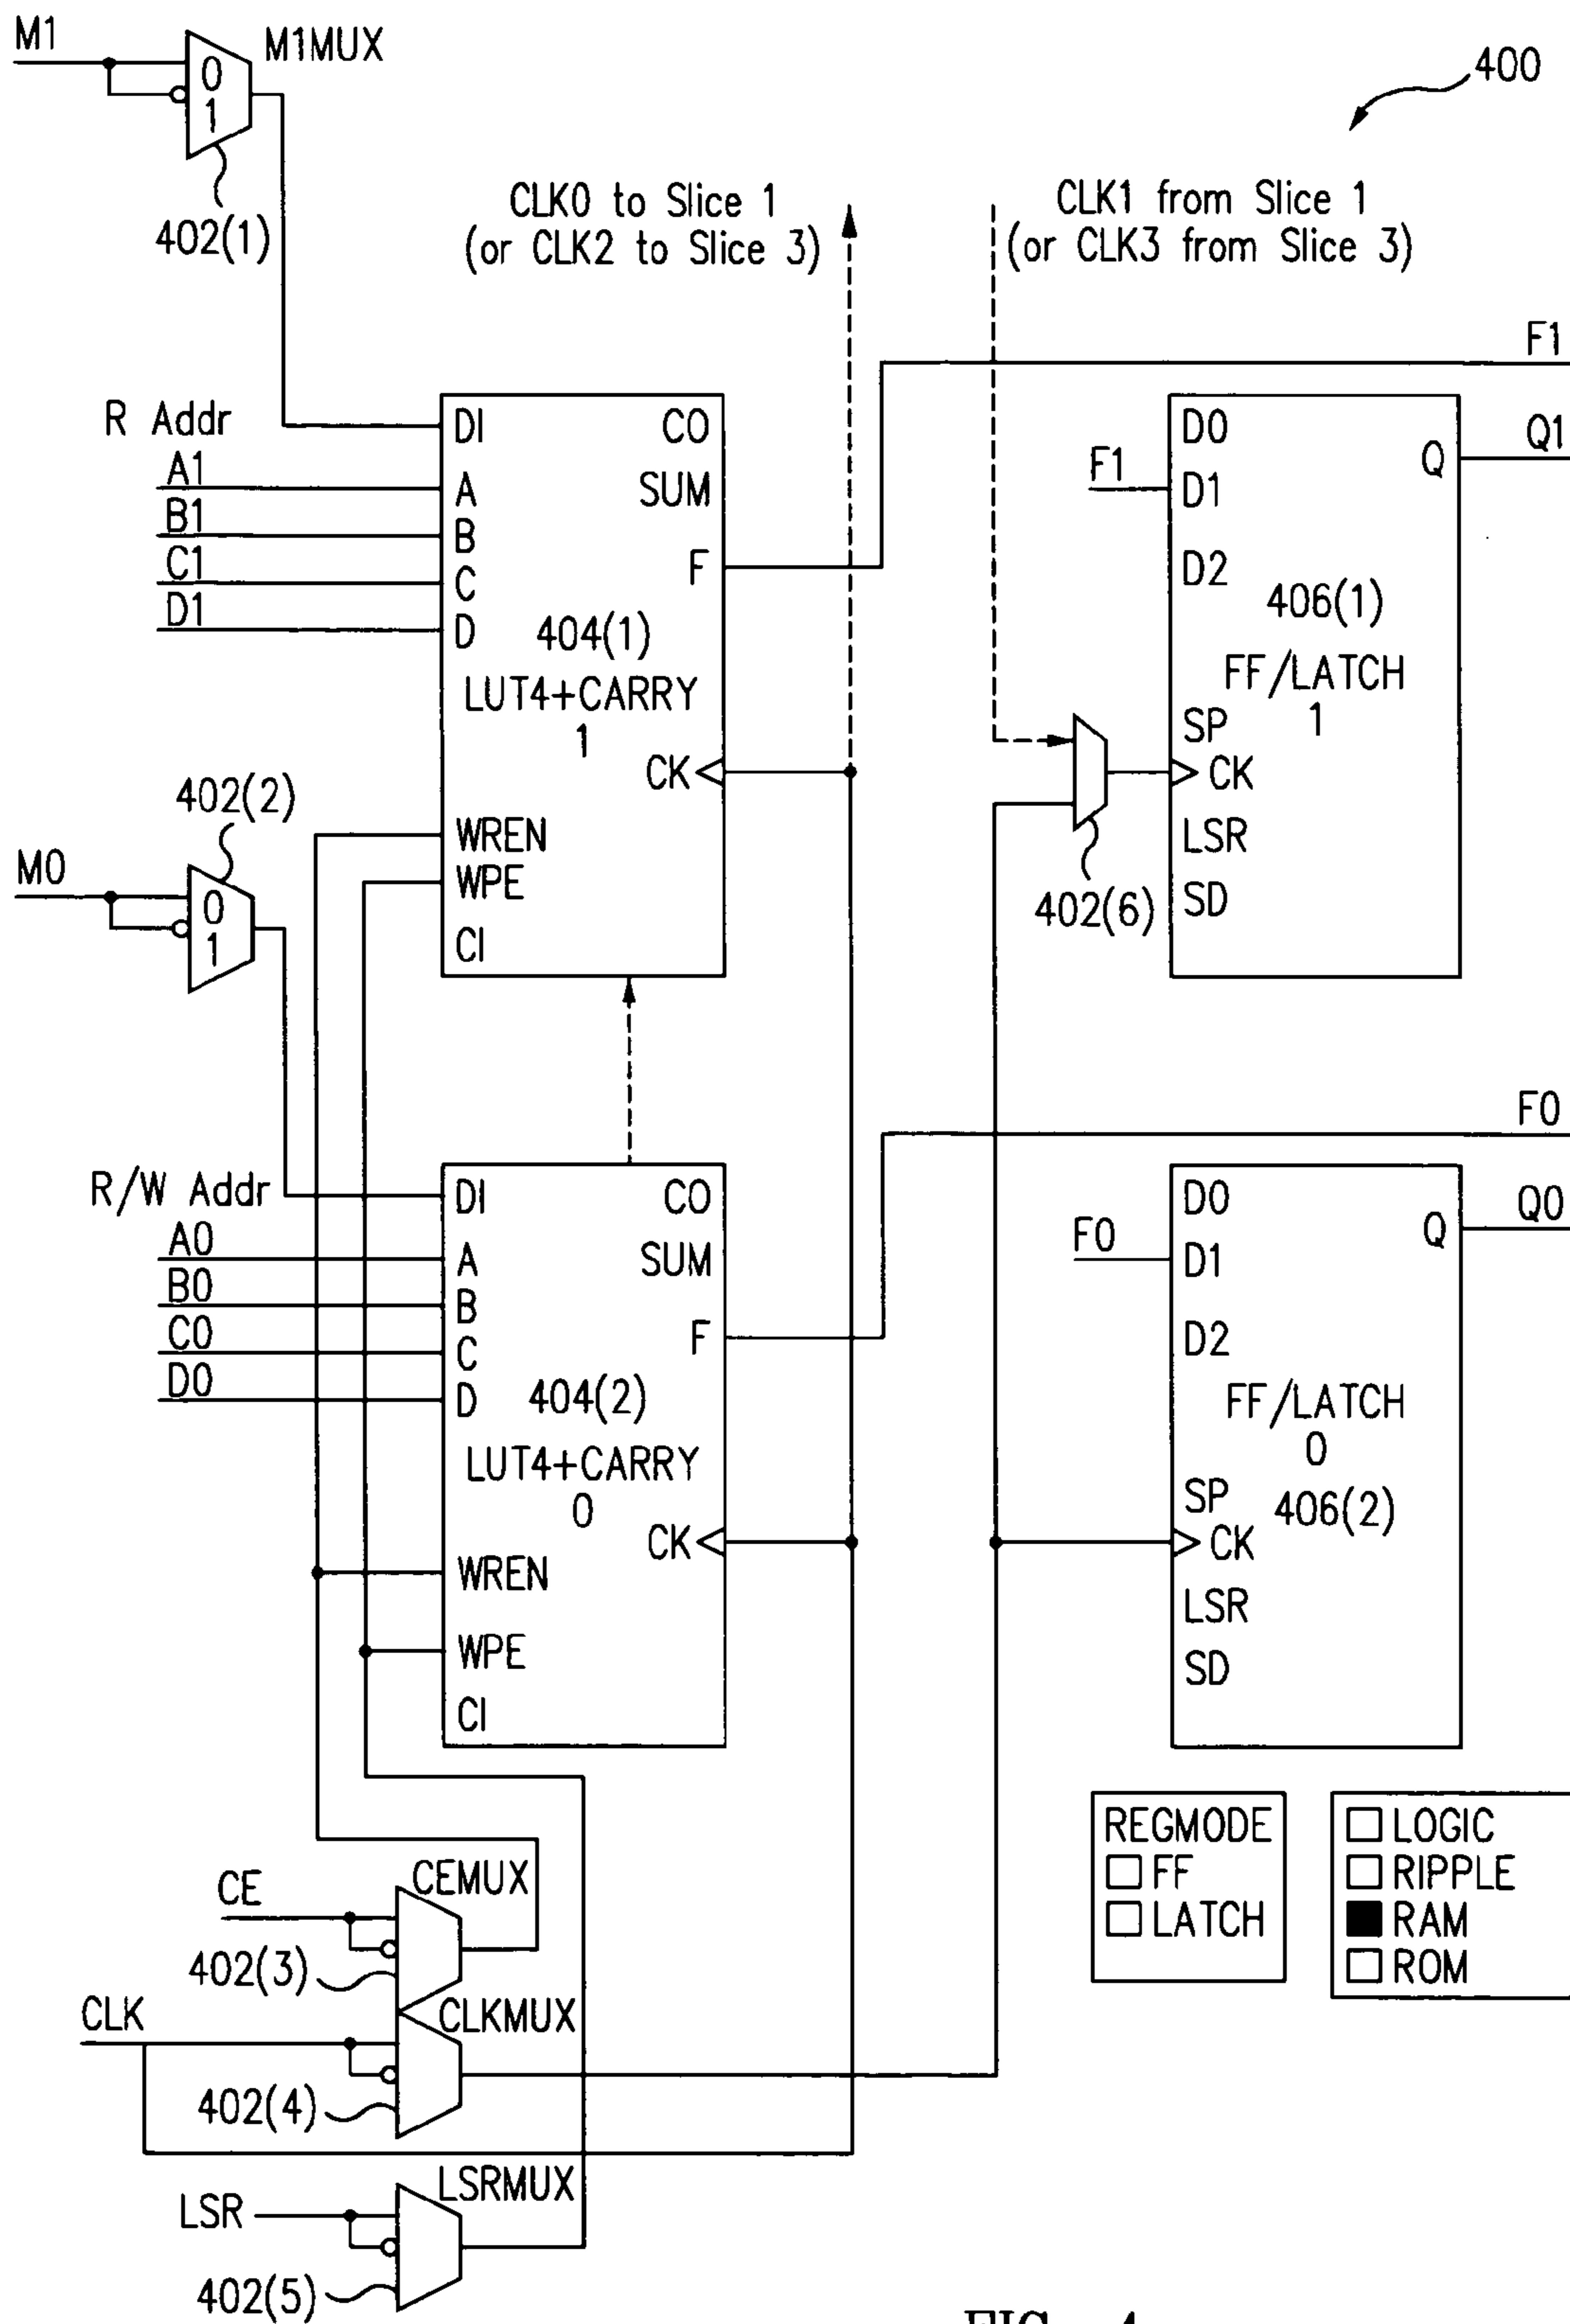 M1
M1MUX
0
1
402(1)
400
CLK0 to Slice 1
(or CLK2 to Slice 3)
CLK1 from Slice 1
(or CLK3 from Slice 3)
F1
R Addr
A1
B1
C1
D1
DI
A
B
C
D
CO
SUM
F
404(1)
LUT4+CARRY
1
CK
WREN
WPE
CI
F1
D0
D1
D2
Q
Q1
406(1)
FF/LATCH
1
SP
CK
LSR
SD
402(6)
402(2)
M0
0
1
F0
R/W Addr
A0
B0
C0
D0
DI
A
B
C
D
CO
SUM
F
404(2)
LUT4+CARRY
0
CK
WREN
WPE
CI
F0
D0
D1
D2
Q
Q0
FF/LATCH
0
406(2)
SP
CK
LSR
SD
REGMODE
FF
LATCH
LOGIC
RIPPLE
RAM
ROM
CE
CEMUX
402(3)
CLK
CLKMUX
402(4)
LSR
LSRMUX
402(5)